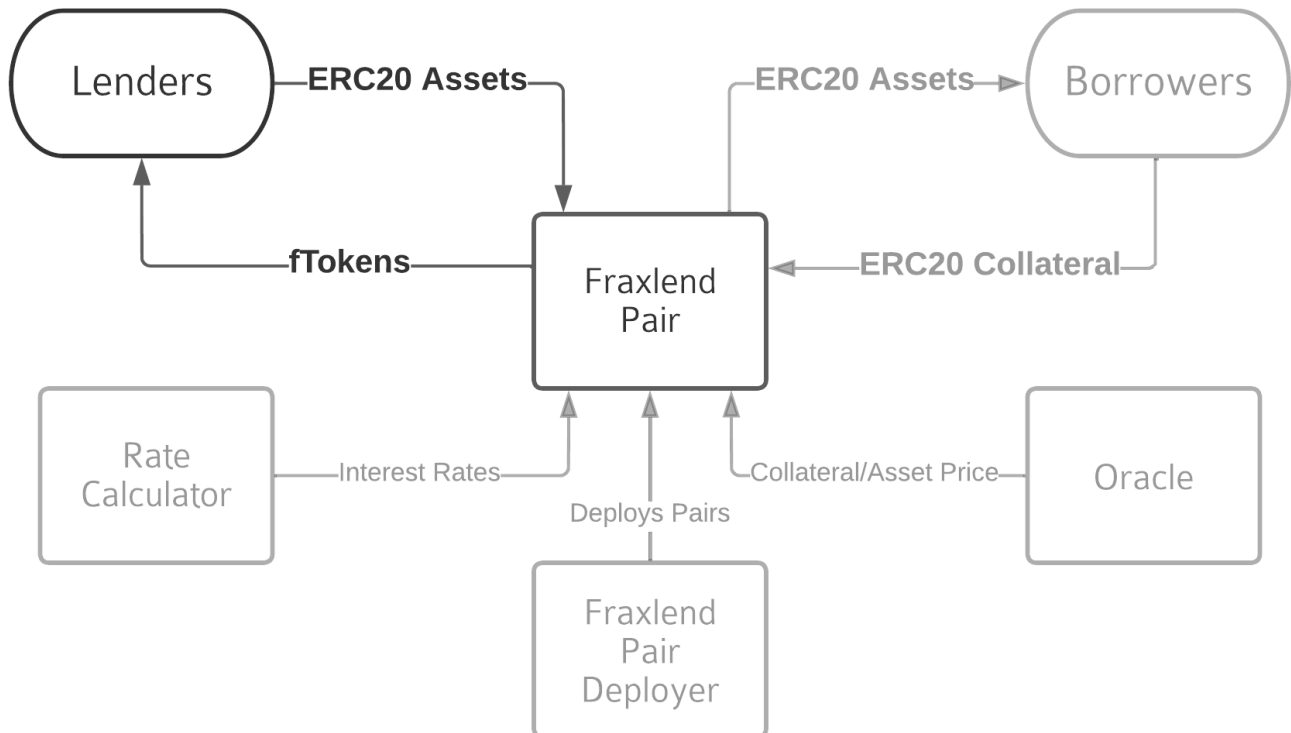 Lenders
ERC20 Assets
ERC20 Assets
Borrowers
fTokens
ERC20 Collateral
Fraxlend
Pair
Rate
Calculator
Interest Rates
Collateral/Asset Price
Oracle
Deploys Pairs
Fraxlend
Pair
Deployer